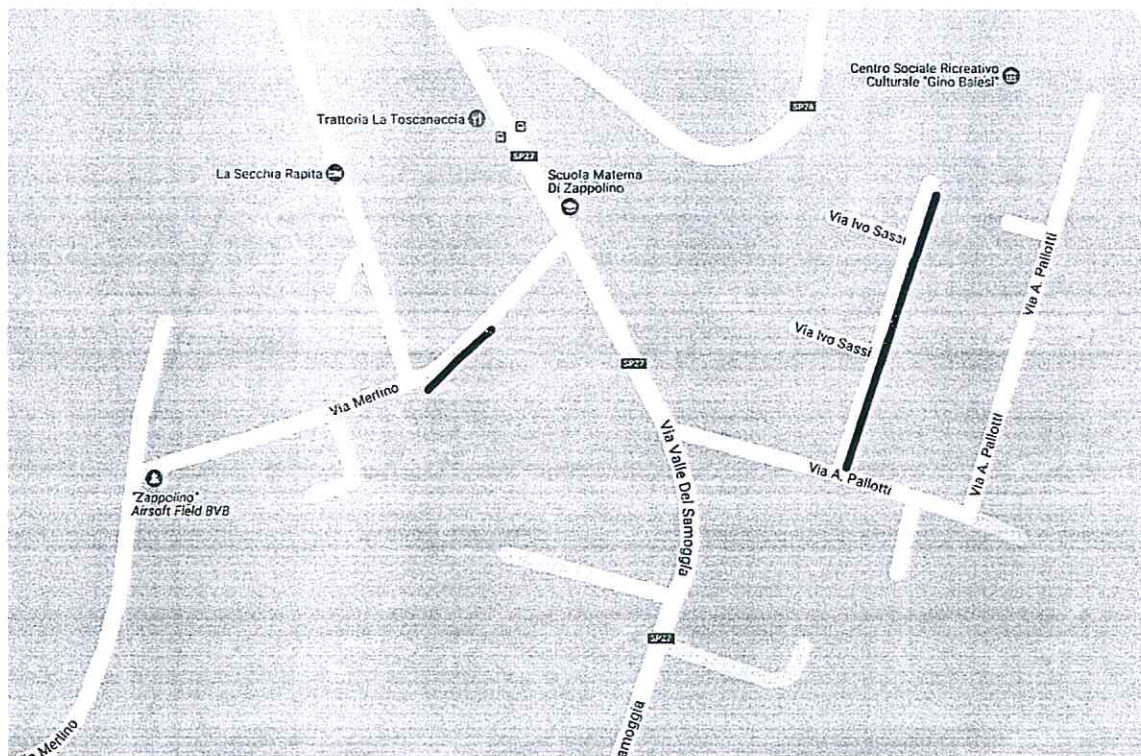 Centro Sociale Ricreativo
Culturale "Gino Baiesi"
SP76
Trattoria La Toscanaccia
SP27
La Secchia Rapita
Scuola Materna
Di Zappolino
Via Ivo Sassi
Via A. Pallotti
Via Ivo Sassi
SP27
Via Merlino
Via Valle Del Samoggia
Via A. Pallotti
Via A. Pallotti
"Zappolino"
Airsoft Field BVB
SP27
amoggia
a Merlino